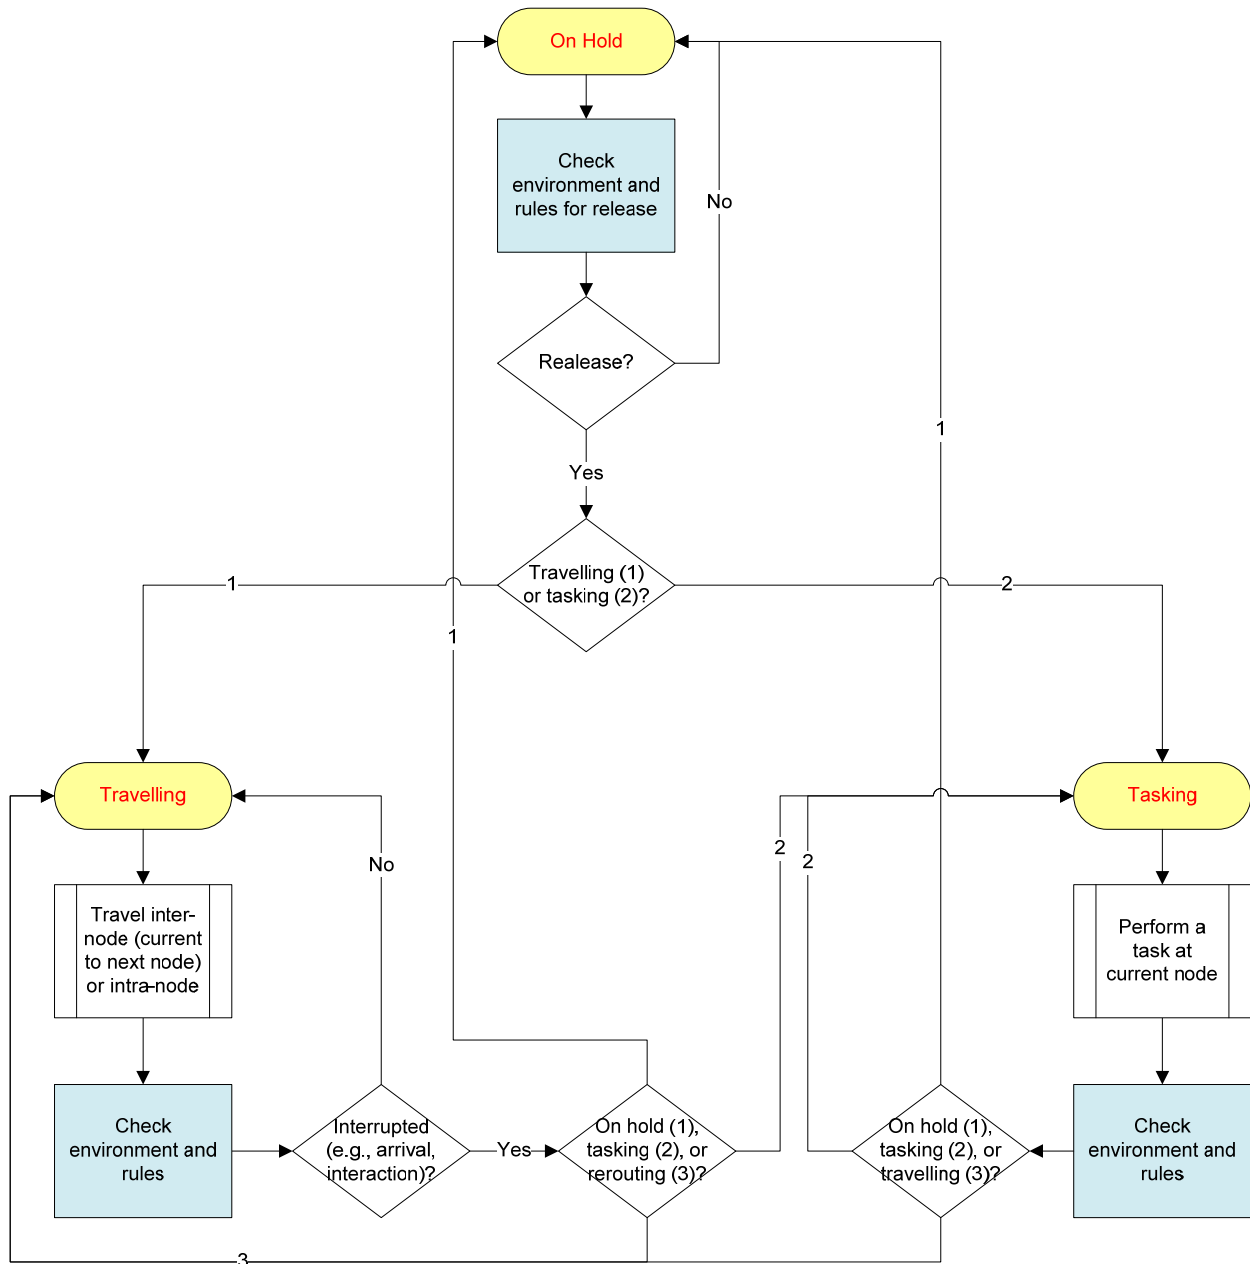 On Hold
Check
environment and
rules for release
No
Realease?
1
Yes
Travelling (1)
or tasking (2)?
1
2
1
Travelling
Tasking
No
2
2
Travel inter-
node (current
to next node)
or intra-node
Perform a
task at
current node
Check
environment and
rules
Interrupted
(e.g., arrival,
interaction)?
Yes
On hold (1),
tasking (2), or
rerouting (3)?
On hold (1),
tasking (2), or
travelling (3)?
Check
environment and
rules
3